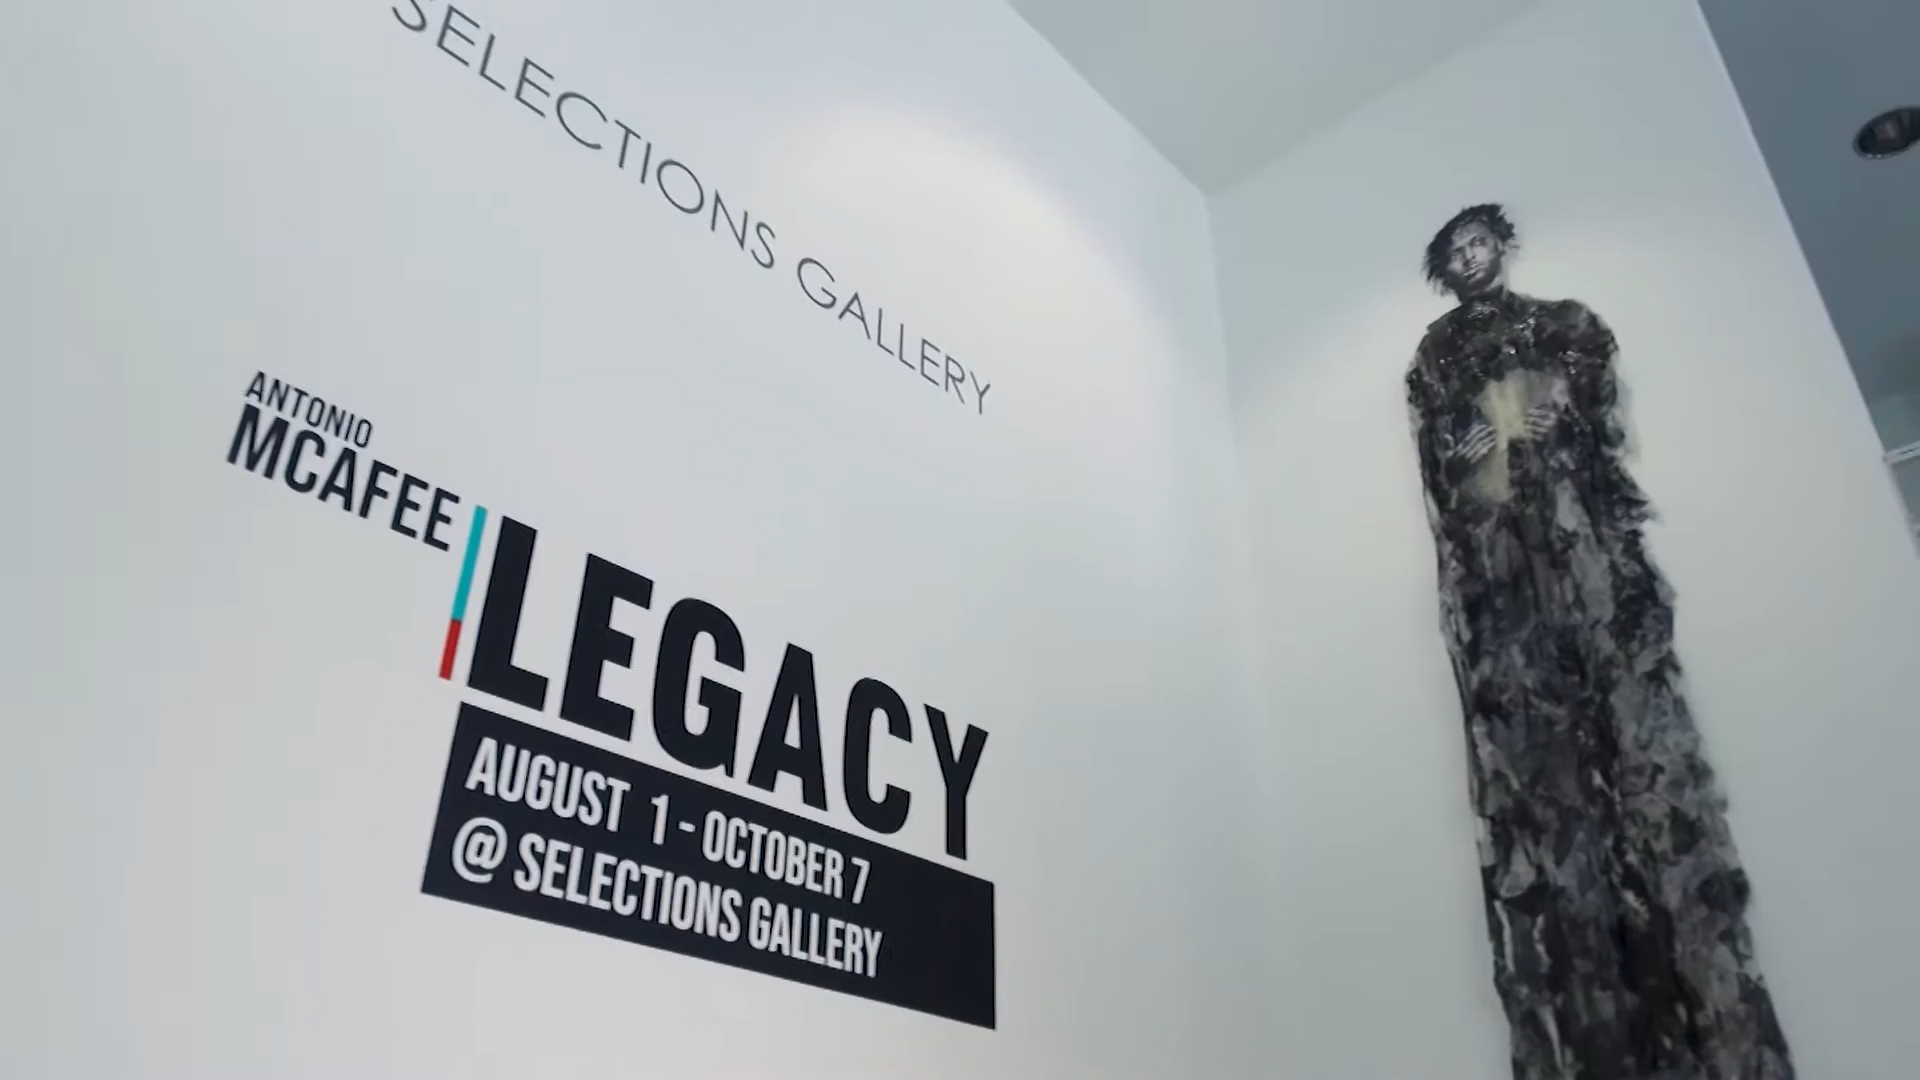 SELECTIONS GALLERY
ANTONIO
MCAFEE
LEGACY
AUGUST 1 - OCTOBER 7
@ SELECTIONS GALLERY